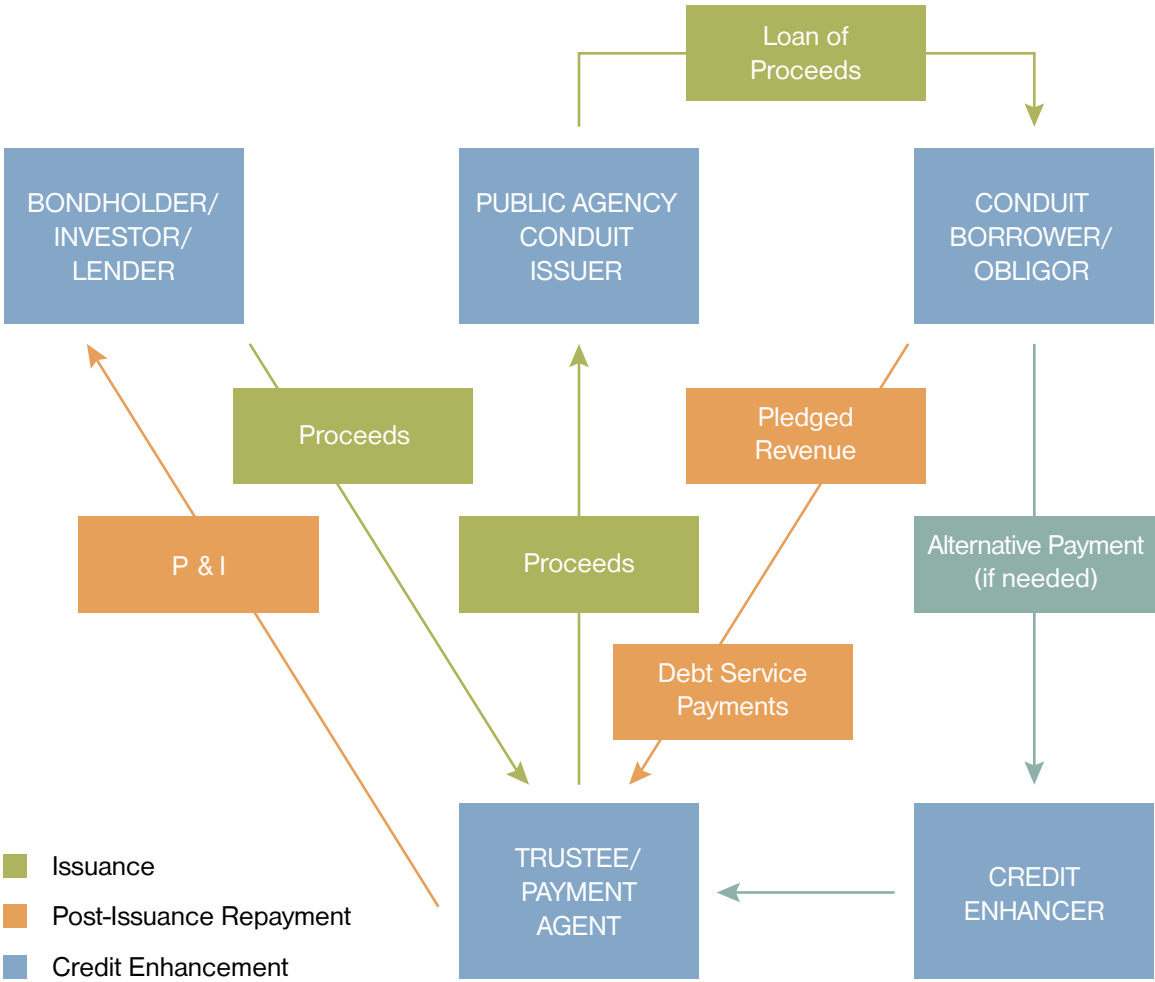 Loan of
Proceeds
BONDHOLDER/
INVESTOR/
LENDER
PUBLIC AGENCY
CONDUIT
ISSUER
CONDUIT
BORROWER/
OBLIGOR
Proceeds
Pledged
Revenue
P & I
Proceeds
Alternative Payment
(if needed)
Debt Service
Payments
TRUSTEE/
PAYMENT
AGENT
CREDIT
ENHANCER
Issuance
Post-Issuance Repayment
Credit Enhancement